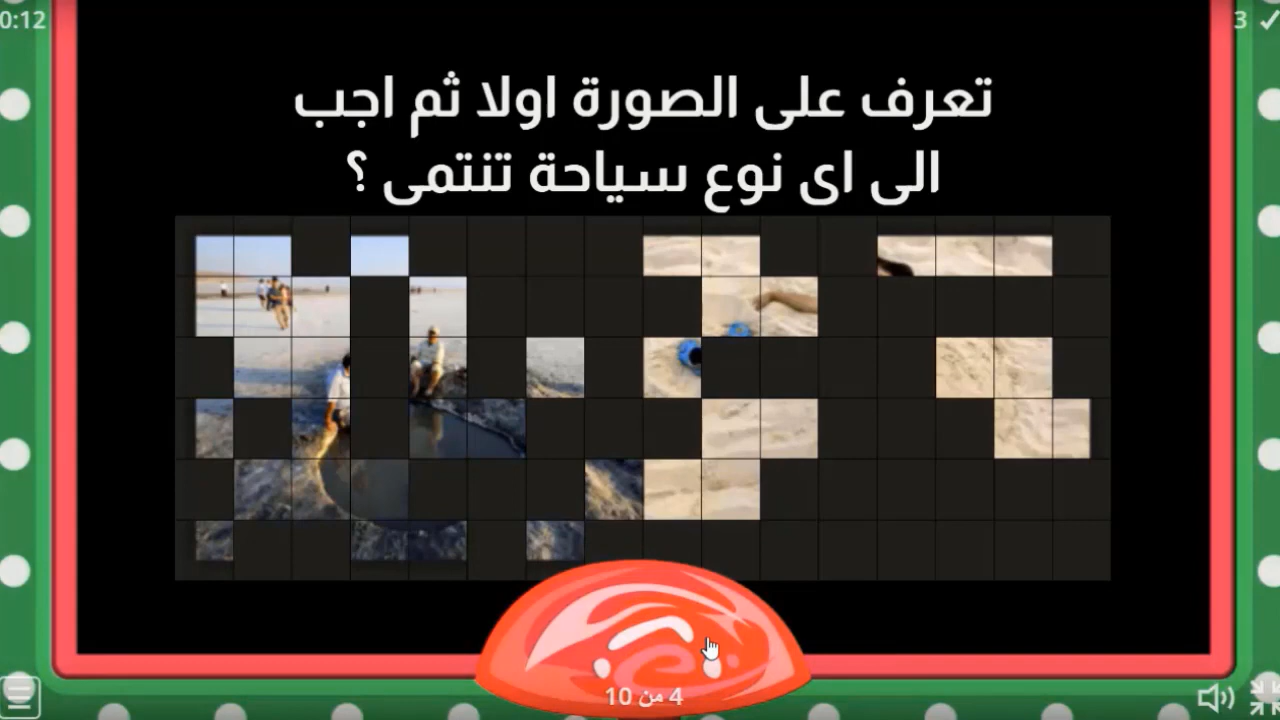 0:12
3
تعرف على الصورة اولا ثم اجب
الى اى نوع سياحة تنتمى ؟
4 من 10